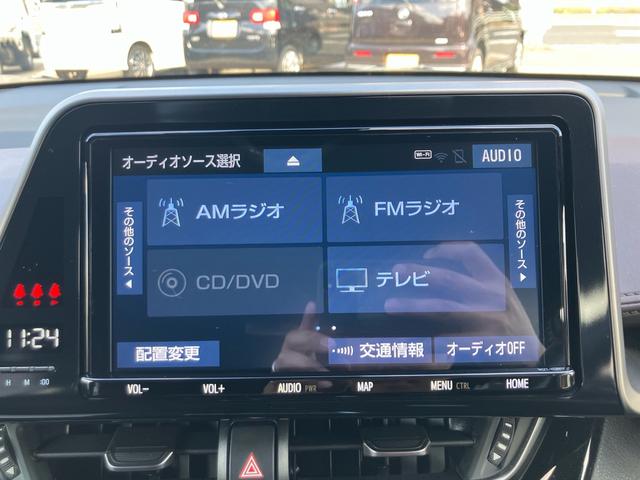 オーディオソース選択 ⏏ Wi-Fi AUDIO
その他のソース◀
AMラジオ
FMラジオ
その他のソース▶
CD/DVD
テレビ
配置変更 交通情報 オーディオOFF
11:24
H M :00
VOL− VOL+ AUDIO PWR MAP MENU CTRL HOME